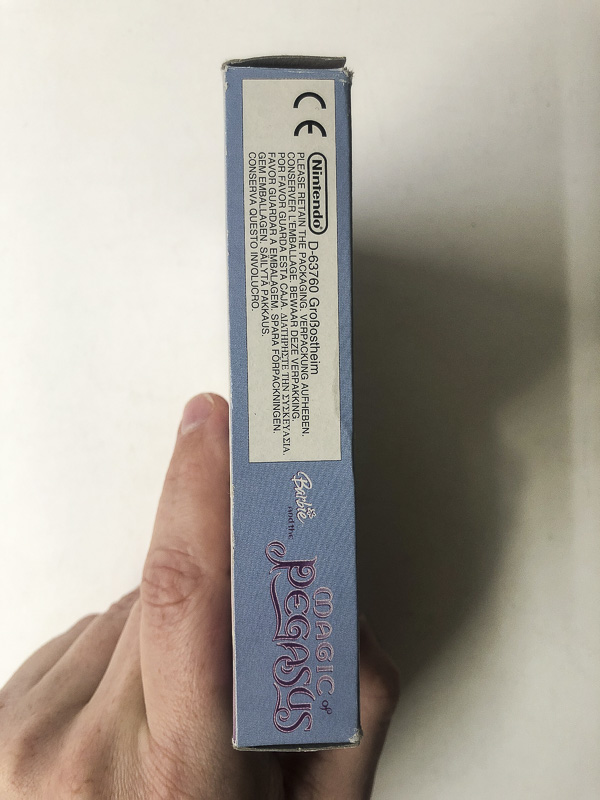 CE
Nintendo® D-63760 Großostheim
PLEASE RETAIN THE PACKAGING. VERPACKUNG AUFHEBEN.
CONSERVER L'EMBALLAGE. BEWAAR DEZE VERPAKKING.
POR FAVOR GUARDA ESTA CAJA. ΔΙΑΤΗΡΗΣΤΕ ΤΗΝ ΣΥΣΚΕΥΑΣΙΑ.
FAVOR GUARDAR A EMBALAGEM. SPARA FÖRPACKNINGEN.
GEM EMBALLAGEN. SÄILYTÄ PAKKAUS.
CONSERVA QUESTO INVOLUCRO.
Barbie
and the
MAGIC of
PEGASUS